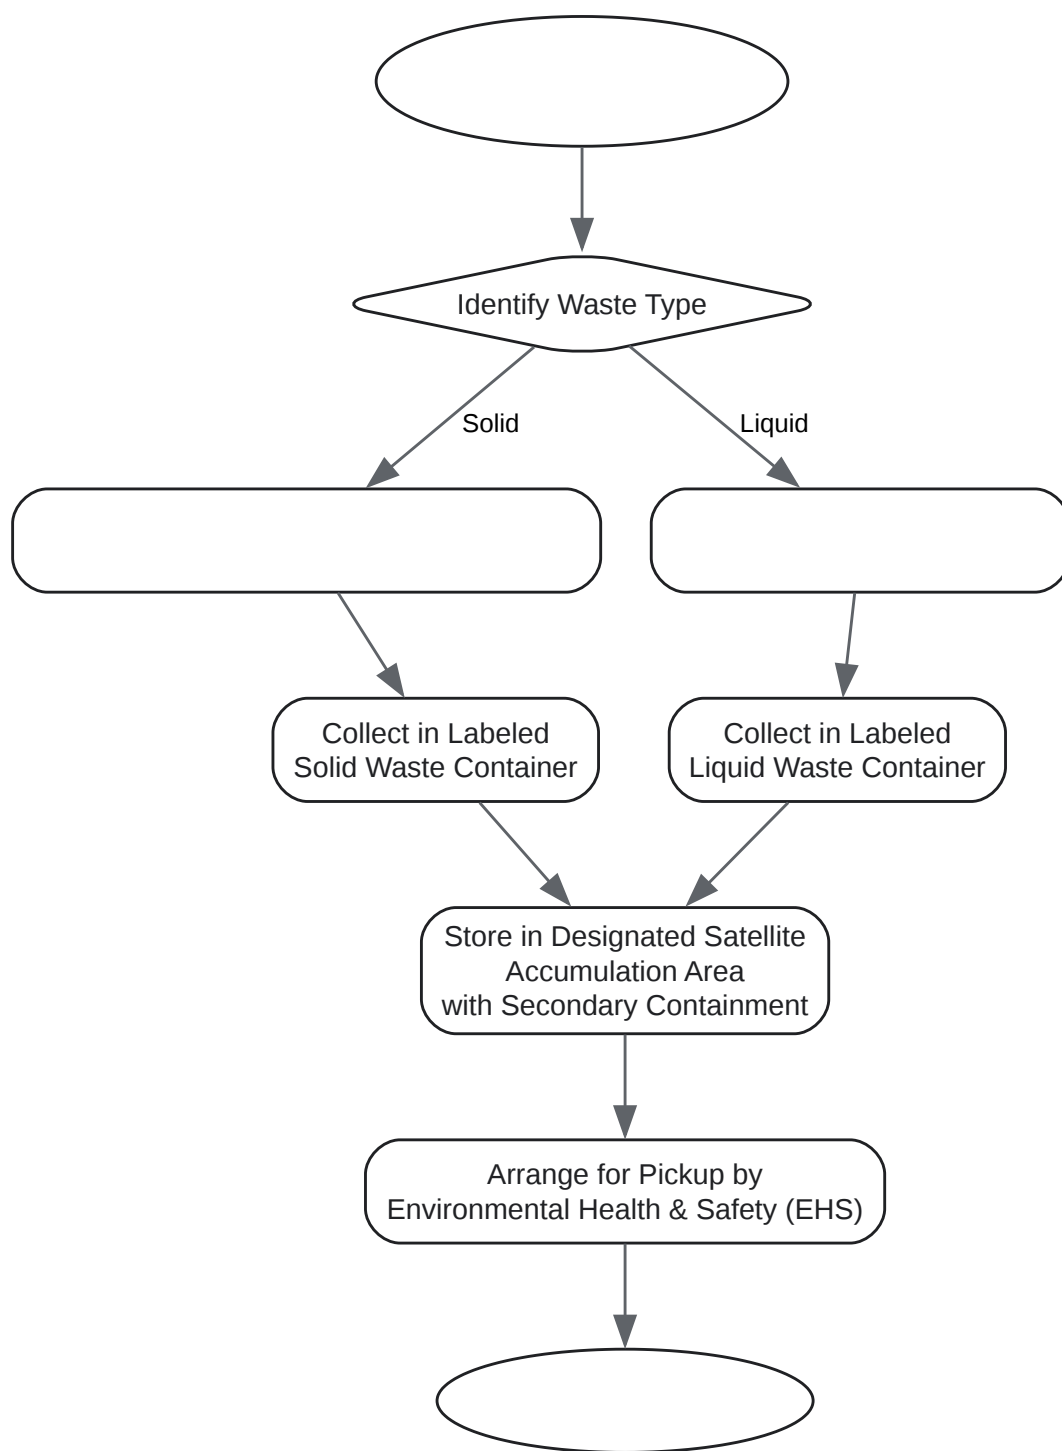 Identify Waste Type
Solid
Liquid
Collect in Labeled
Solid Waste Container
Collect in Labeled
Liquid Waste Container
Store in Designated Satellite
Accumulation Area
with Secondary Containment
Arrange for Pickup by
Environmental Health & Safety (EHS)